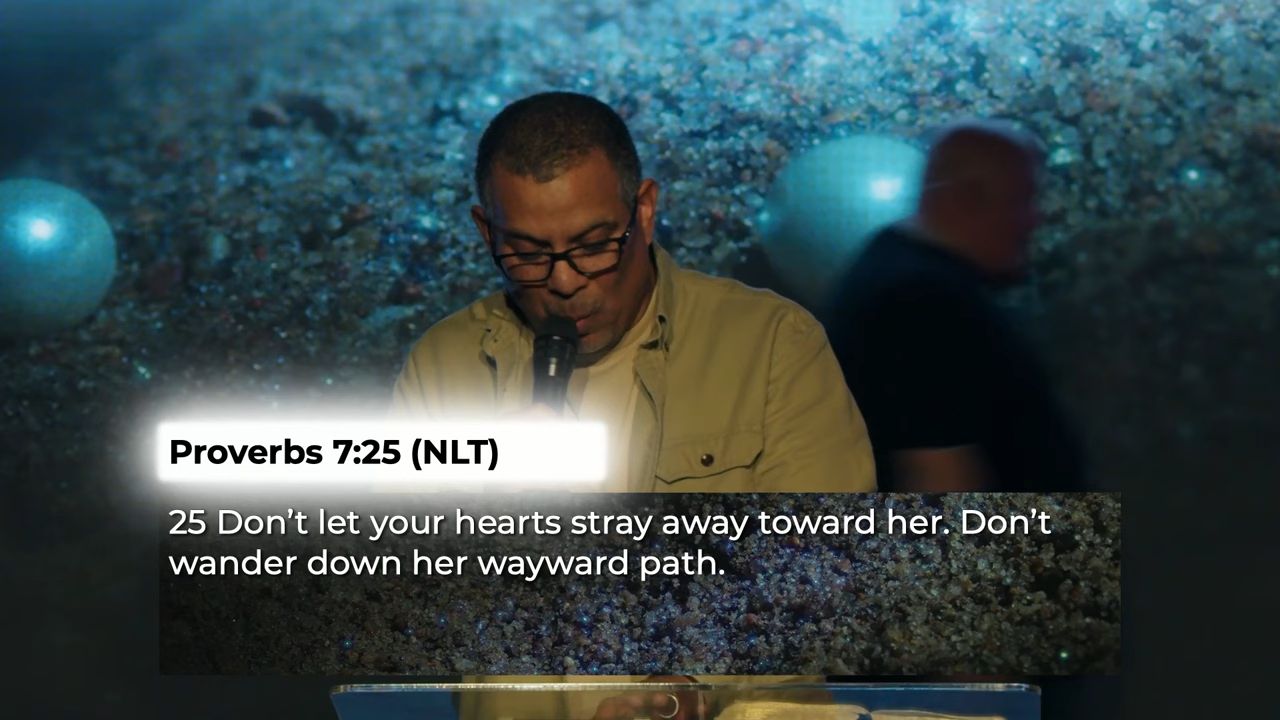 Proverbs 7:25 (NLT)
25 Don’t let your hearts stray away toward her. Don’t
wander down her wayward path.